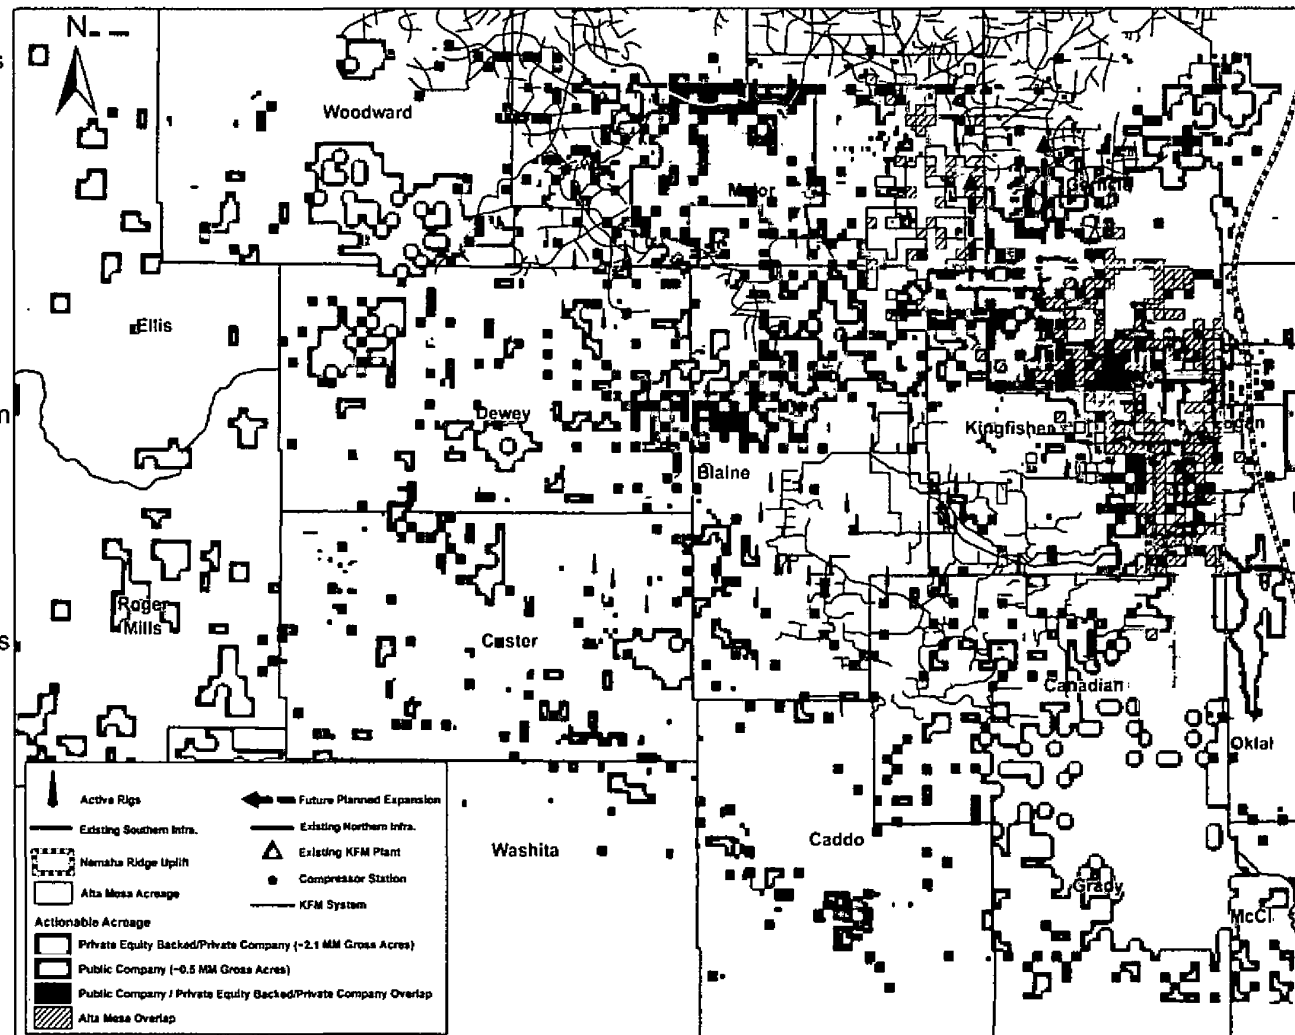 N
Woodward
Major
Garfield
Ellis
Dewey
Kingfisher
Logan
Blaine
Roger
Mills
Custer
Canadian
Oklat
Washita
Caddo
Grady
McCl
Active Rigs
Future Planned Expansion
Existing Southern Infra.
Existing Northern Infra.
Nemaha Ridge Uplift
Existing KFM Plant
Alta Mesa Acreage
Compressor Station
KFM System
Actionable Acreage
Private Equity Backed/Private Company (~2.1 MM Gross Acres)
Public Company (~0.5 MM Gross Acres)
Public Company / Private Equity Backed/Private Company Overlap
Alta Mesa Overlap